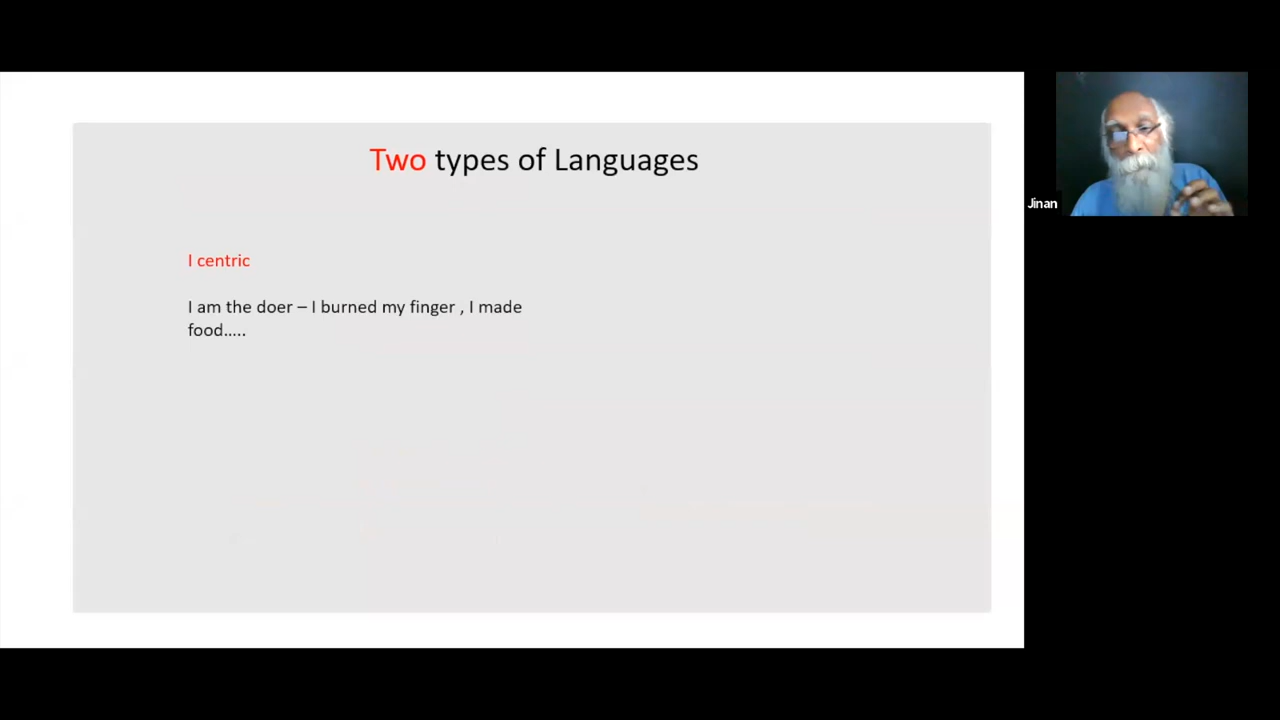 Two types of Languages
I centric
I am the doer – I burned my finger , I made
food.....
Jinan